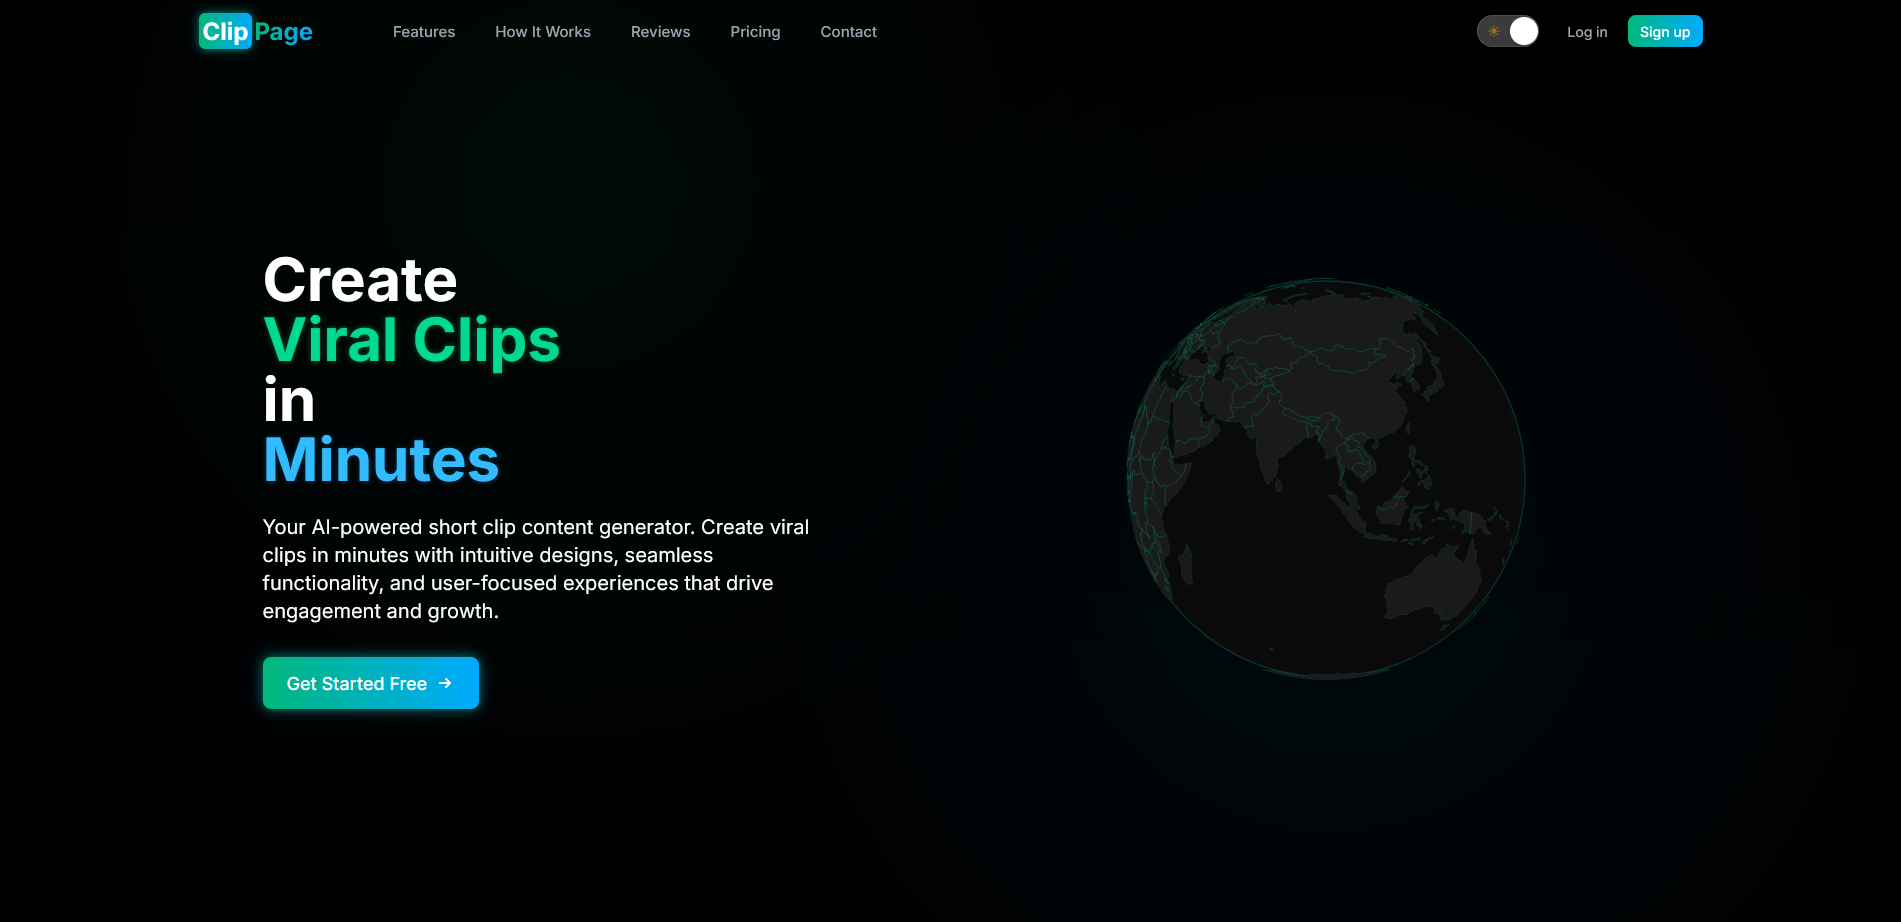 ClipPage
Features
How It Works
Reviews
Pricing
Contact
Log in
Sign up
Create
Viral Clips
in
Minutes
Your AI-powered short clip content generator. Create viral
clips in minutes with intuitive designs, seamless
functionality, and user-focused experiences that drive
engagement and growth.
Get Started Free →